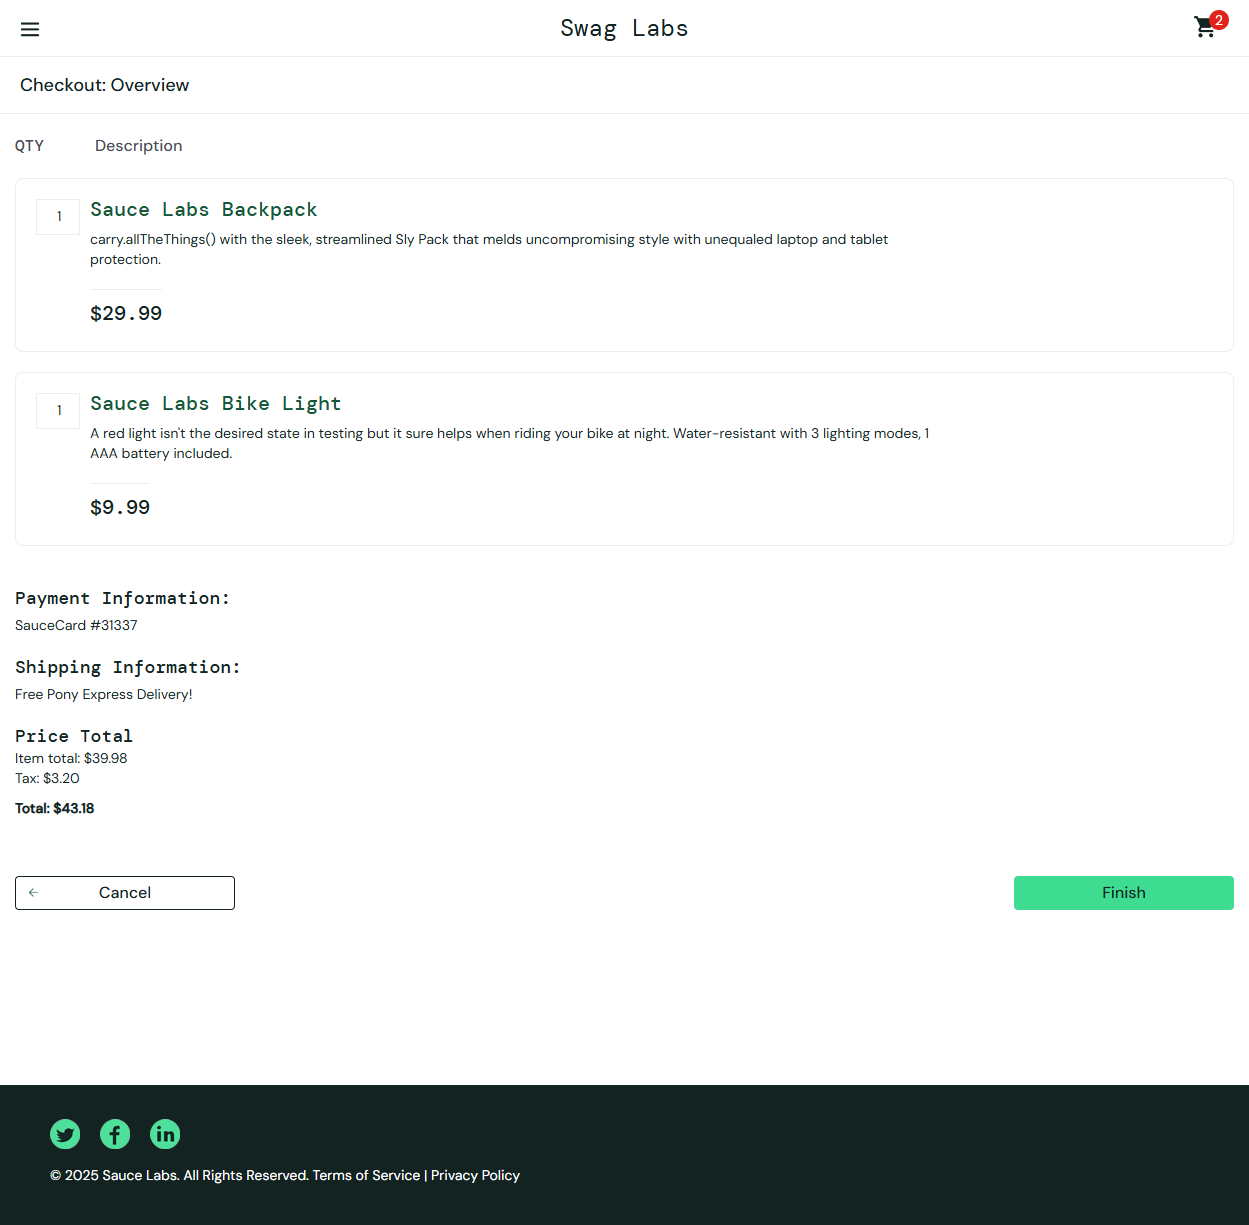 Swag Labs
2
Checkout: Overview
QTY Description
1
Sauce Labs Backpack
carry.allTheThings() with the sleek, streamlined Sly Pack that melds uncompromising style with unequaled laptop and tablet
protection.
$29.99
1
Sauce Labs Bike Light
A red light isn't the desired state in testing but it sure helps when riding your bike at night. Water-resistant with 3 lighting modes, 1
AAA battery included.
$9.99
Payment Information:
SauceCard #31337
Shipping Information:
Free Pony Express Delivery!
Price Total
Item total: $39.98
Tax: $3.20
Total: $43.18
Cancel
Finish
© 2025 Sauce Labs. All Rights Reserved. Terms of Service | Privacy Policy